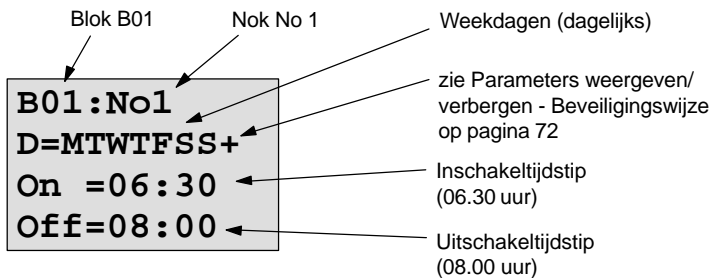 Blok B01
Nok No 1
Weekdagen (dagelijks)
zie Parameters weergeven/
verbergen - Beveiligingswijze
op pagina 72
Inschakeltijdstip
(06.30 uur)
Uitschakeltijdstip
(08.00 uur)
B01:No1
D=MTWTFSS+
On =06:30
Off=08:00